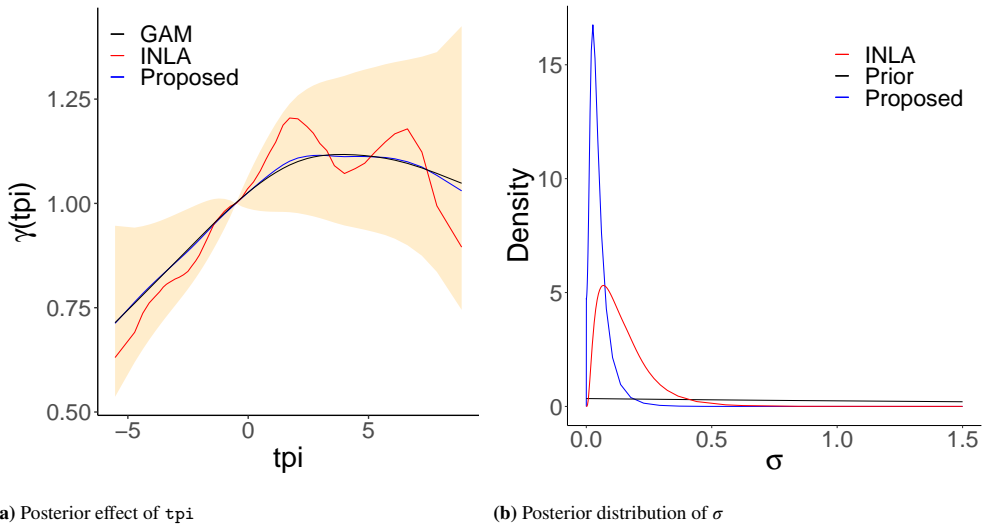 GAM
INLA
Proposed
1.25
1.00
0.75
0.50
γ(tpi)
−5
0
5
tpi
INLA
Prior
Proposed
15
10
5
0
Density
0.0
0.5
1.0
1.5
σ
a) Posterior effect of tpi
(b) Posterior distribution of σ